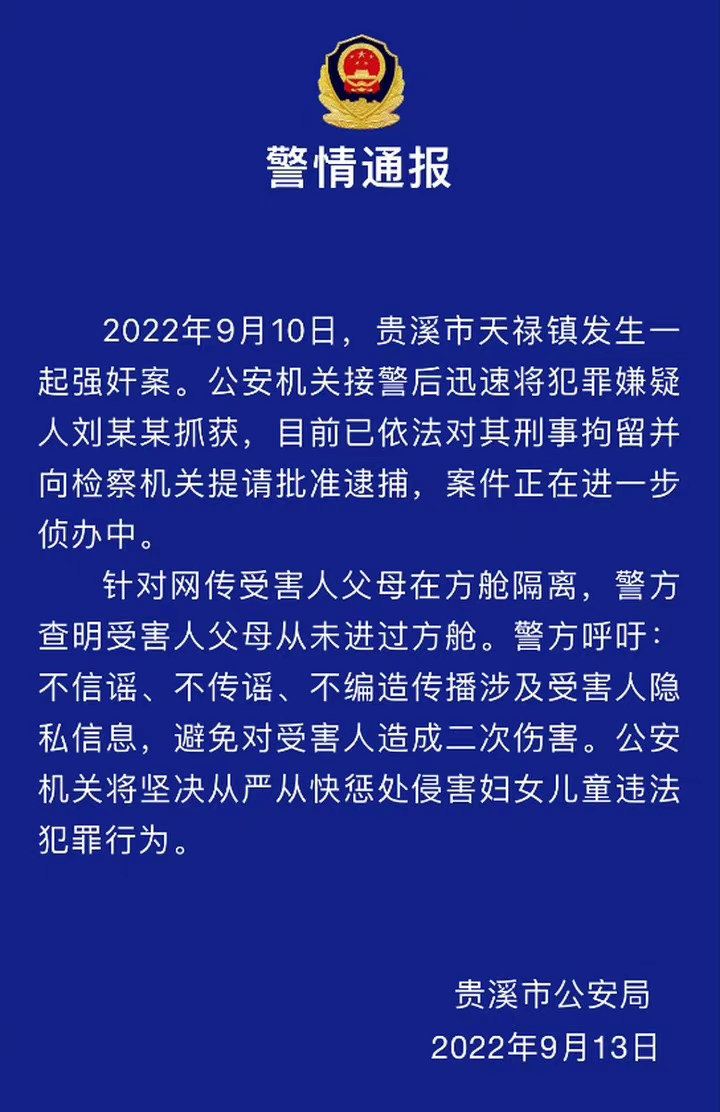 警情通报
2022年9月10日，贵溪市天禄镇发生一
起强奸案。公安机关接警后迅速将犯罪嫌疑
人刘某某抓获，目前已依法对其刑事拘留并
向检察机关提请批准逮捕，案件正在进一步
侦办中。
针对网传受害人父母在方舱隔离，警方
查明受害人父母从未进过方舱。警方呼吁：
不信谣、不传谣、不编造传播涉及受害人隐
私信息，避免对受害人造成二次伤害。公安
机关将坚决从严从快惩处侵害妇女儿童违法
犯罪行为。
贵溪市公安局
2022年9月13日